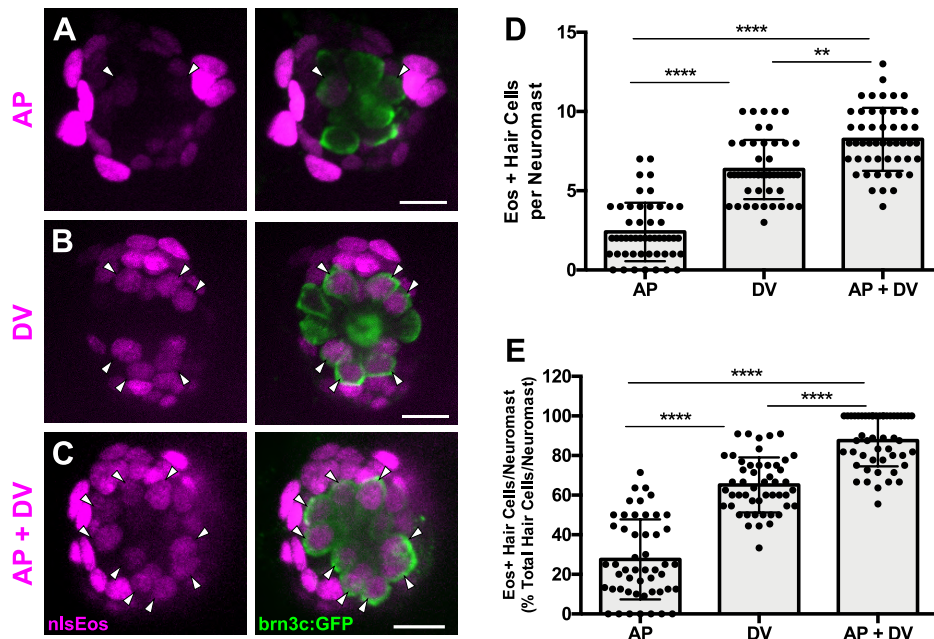 A
AP
B
DV
C
AP + DV
nlsEos
brn3c:GFP
D
Eos + Hair Cells
per Neuromast
15
10
5
0
****
****
**
AP
DV
AP + DV
E
Eos+ Hair Cells/Neuromast
(% Total Hair Cells/Neuromast)
120
100
80
60
40
20
0
****
****
****
AP
DV
AP + DV